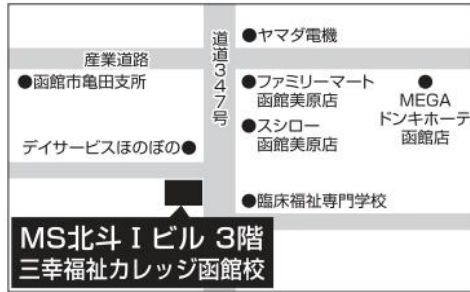 ●ヤマダ電機
産業道路
道道347号
●函館市亀田支所
●ファミリーマート
函館美原店
●
MEGA
ドンキホーテ
函館店
●スシロー
函館美原店
デイサービスほのぼの●
●臨床福祉専門学校
MS北斗Ⅰビル 3階
三幸福祉カレッジ函館校